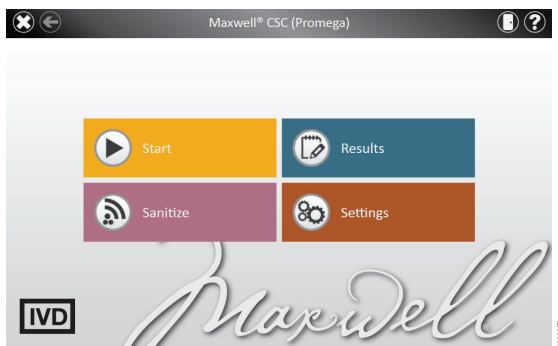 Maxwell® CSC (Promega)
?
Start
Results
Sanitize
Settings
IVD
Maxwell